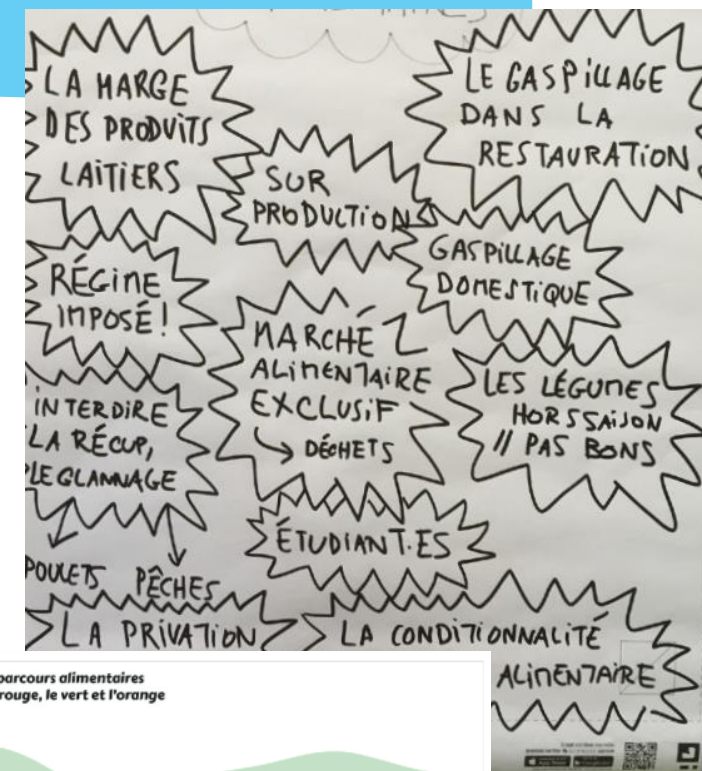 LA MARGE
DES PRODUITS
LAITIERS
LE GASPILLAGE
DANS LA
RESTAURATION
SUR
PRODUCTION
GASPILLAGE
DOMESTIQUE
RÉGIME
IMPOSÉ!
MARCHÉ
ALIMENTAIRE
EXCLUSIF
↳ DÉCHETS
LES LÉGUMES
HORS SAISON
// PAS BONS
INTERDIRE
LA RÉCUP,
LE GLANNAGE
POULETS PÊCHES
ÉTUDIANT·ES
LA PRIVATION
LA CONDITIONNALITÉ
ALIMENTAIRE
parcours alimentaires
rouge, le vert et l'orange